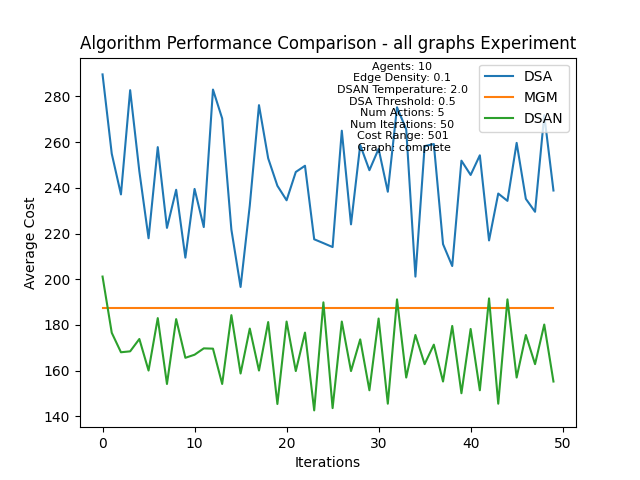 Algorithm Performance Comparison - all graphs Experiment
Agents: 10
Edge Density: 0.1
DSAN Temperature: 2.0
DSA Threshold: 0.5
Num Actions: 5
Num Iterations: 50
Cost Range: 501
Graph: complete
DSA
MGM
DSAN
Average Cost
280
260
240
220
200
180
160
140
0
10
20
30
40
50
Iterations